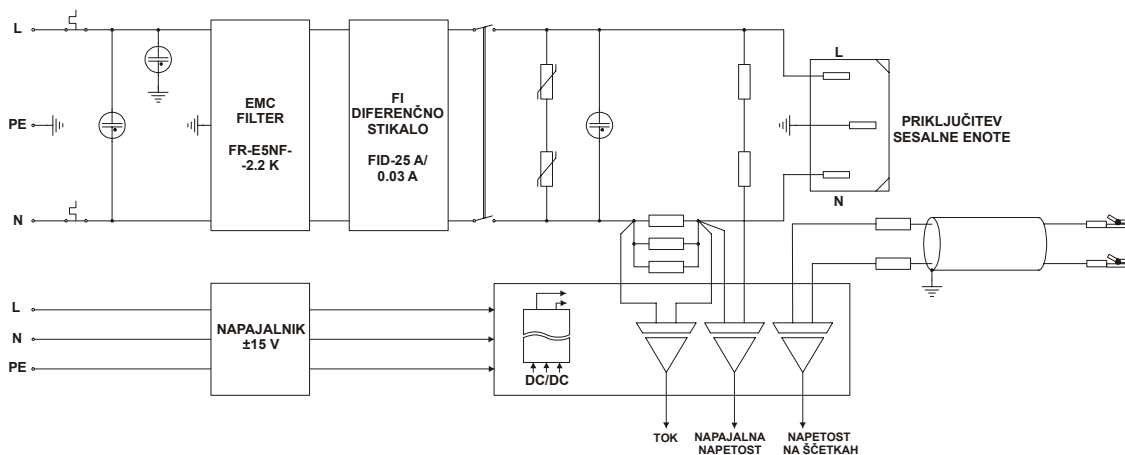 L
PE
N
EMC
FILTER
FR-E5NF-
-2.2 K
FI
DIFERENČNO
STIKALO
FID-25 A/
0.03 A
L
N
PRIKLJUČITEV
SESALNE ENOTE
L
N
PE
NAPAJALNIK
±15 V
DC/DC
TOK
NAPAJALNA
NAPETOST
NAPETOST
NA ŠČETKAH